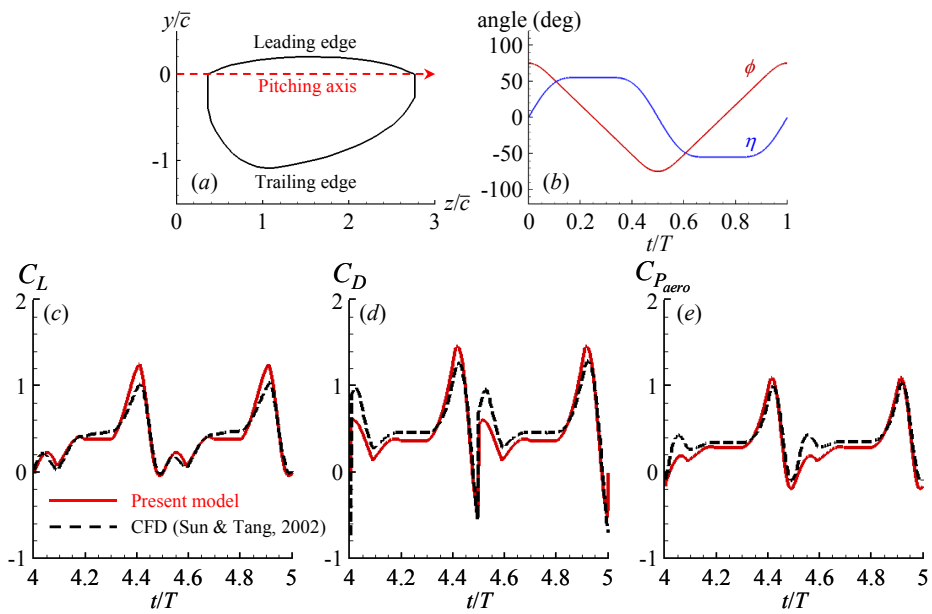 y/c̄
Leading edge
0
Pitching axis
-1
(a)
Trailing edge
0 1 2 3
z/c̄
angle (deg)
100
50
0
-50
-100
ϕ
η
(b)
0 0.2 0.4 0.6 0.8 1
t/T
C_L
2
(c)
1
0
Present model
CFD (Sun & Tang, 2002)
-1
4 4.2 4.4 4.6 4.8 5
t/T
C_D
2
(d)
1
0
-1
4 4.2 4.4 4.6 4.8 5
t/T
C_{P_{aero}}
2
(e)
1
0
-1
4 4.2 4.4 4.6 4.8 5
t/T